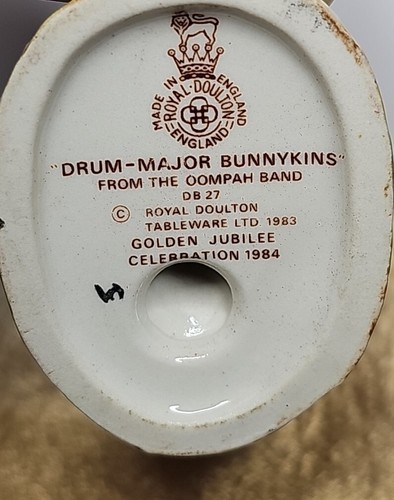 MADE IN ENGLAND
ROYAL·DOULTON
ENGLAND
"DRUM-MAJOR BUNNYKINS"
FROM THE OOMPAH BAND
DB 27
© ROYAL DOULTON
TABLEWARE LTD 1983
GOLDEN JUBILEE
CELEBRATION 1984
5